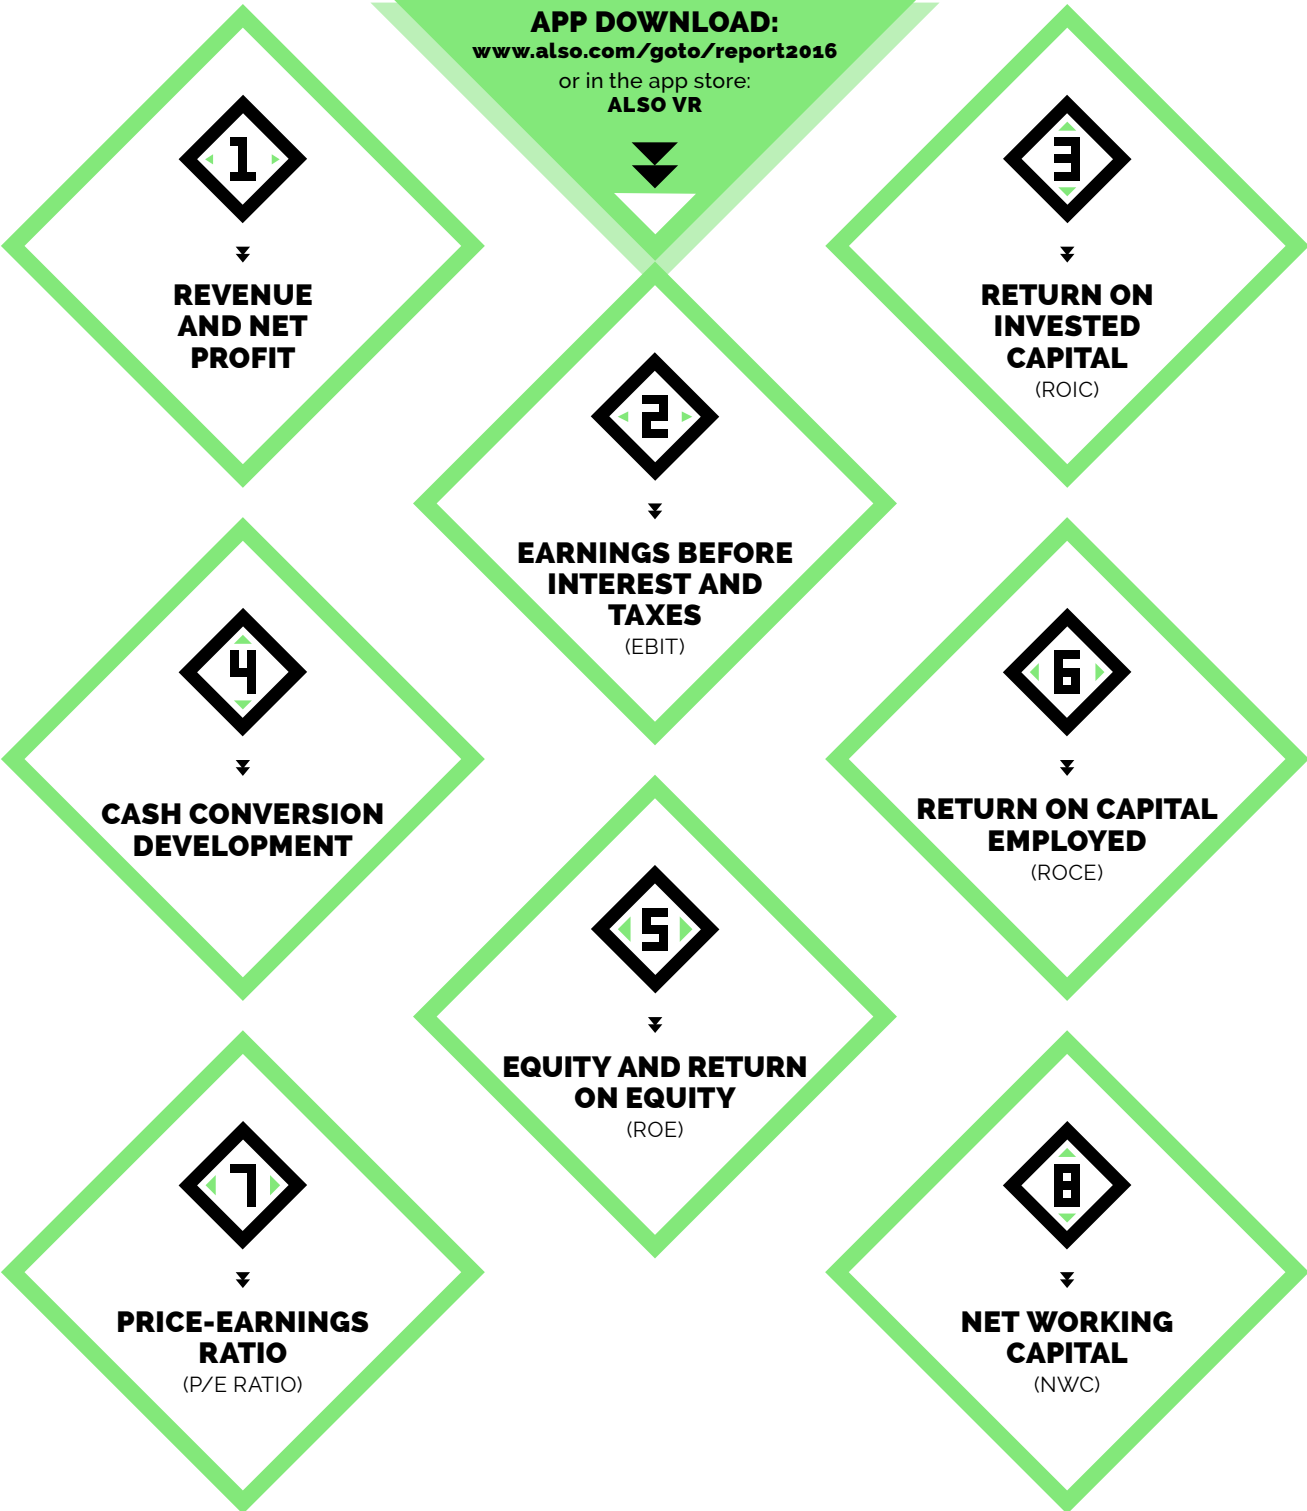 APP DOWNLOAD:
www.also.com/goto/report2016
or in the app store:
ALSO VR
1
REVENUE
AND NET
PROFIT
2
EARNINGS BEFORE
INTEREST AND
TAXES
(EBIT)
3
RETURN ON
INVESTED
CAPITAL
(ROIC)
4
CASH CONVERSION
DEVELOPMENT
5
EQUITY AND RETURN
ON EQUITY
(ROE)
6
RETURN ON CAPITAL
EMPLOYED
(ROCE)
7
PRICE-EARNINGS
RATIO
(P/E RATIO)
8
NET WORKING
CAPITAL
(NWC)